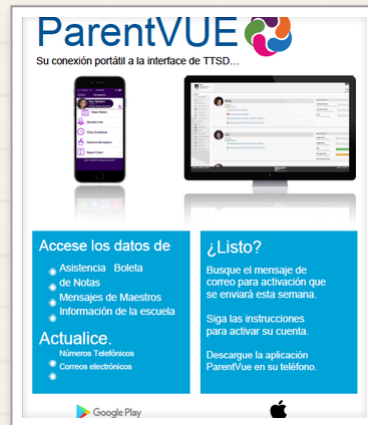 ParentVUE
Su conexión portátil a la interface de TTSD...
Accese los datos de
Asistencia Boleta
de Notas
Mensajes de Maestros
Información de la escuela
Actualice.
Números Telefónicos
Correos electrónicos
¿Listo?
Busque el mensaje de
correo para activación que
se enviará esta semana.
Siga las instrucciones
para activar su cuenta.
Descargue la aplicación
ParentVue en su teléfono.
Google Play